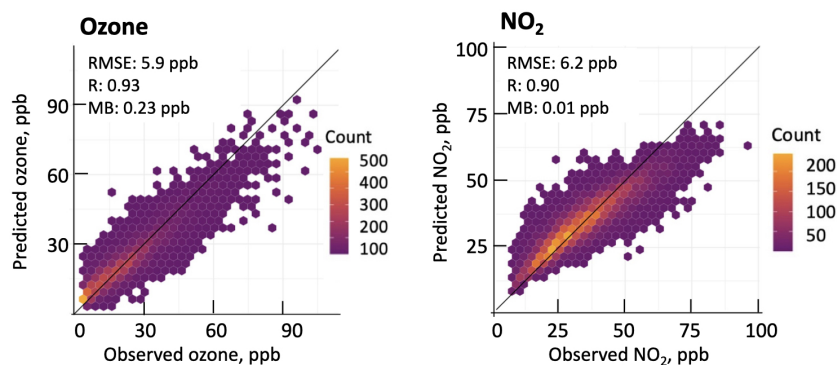 Ozone
RMSE: 5.9 ppb
R: 0.93
MB: 0.23 ppb
Predicted ozone, ppb
90
60
30
0
30
60
90
Observed ozone, ppb
Count
500
400
300
200
100
NO₂
RMSE: 6.2 ppb
R: 0.90
MB: 0.01 ppb
Predicted NO₂, ppb
100
75
50
25
0
25
50
75
100
Observed NO₂, ppb
Count
200
150
100
50